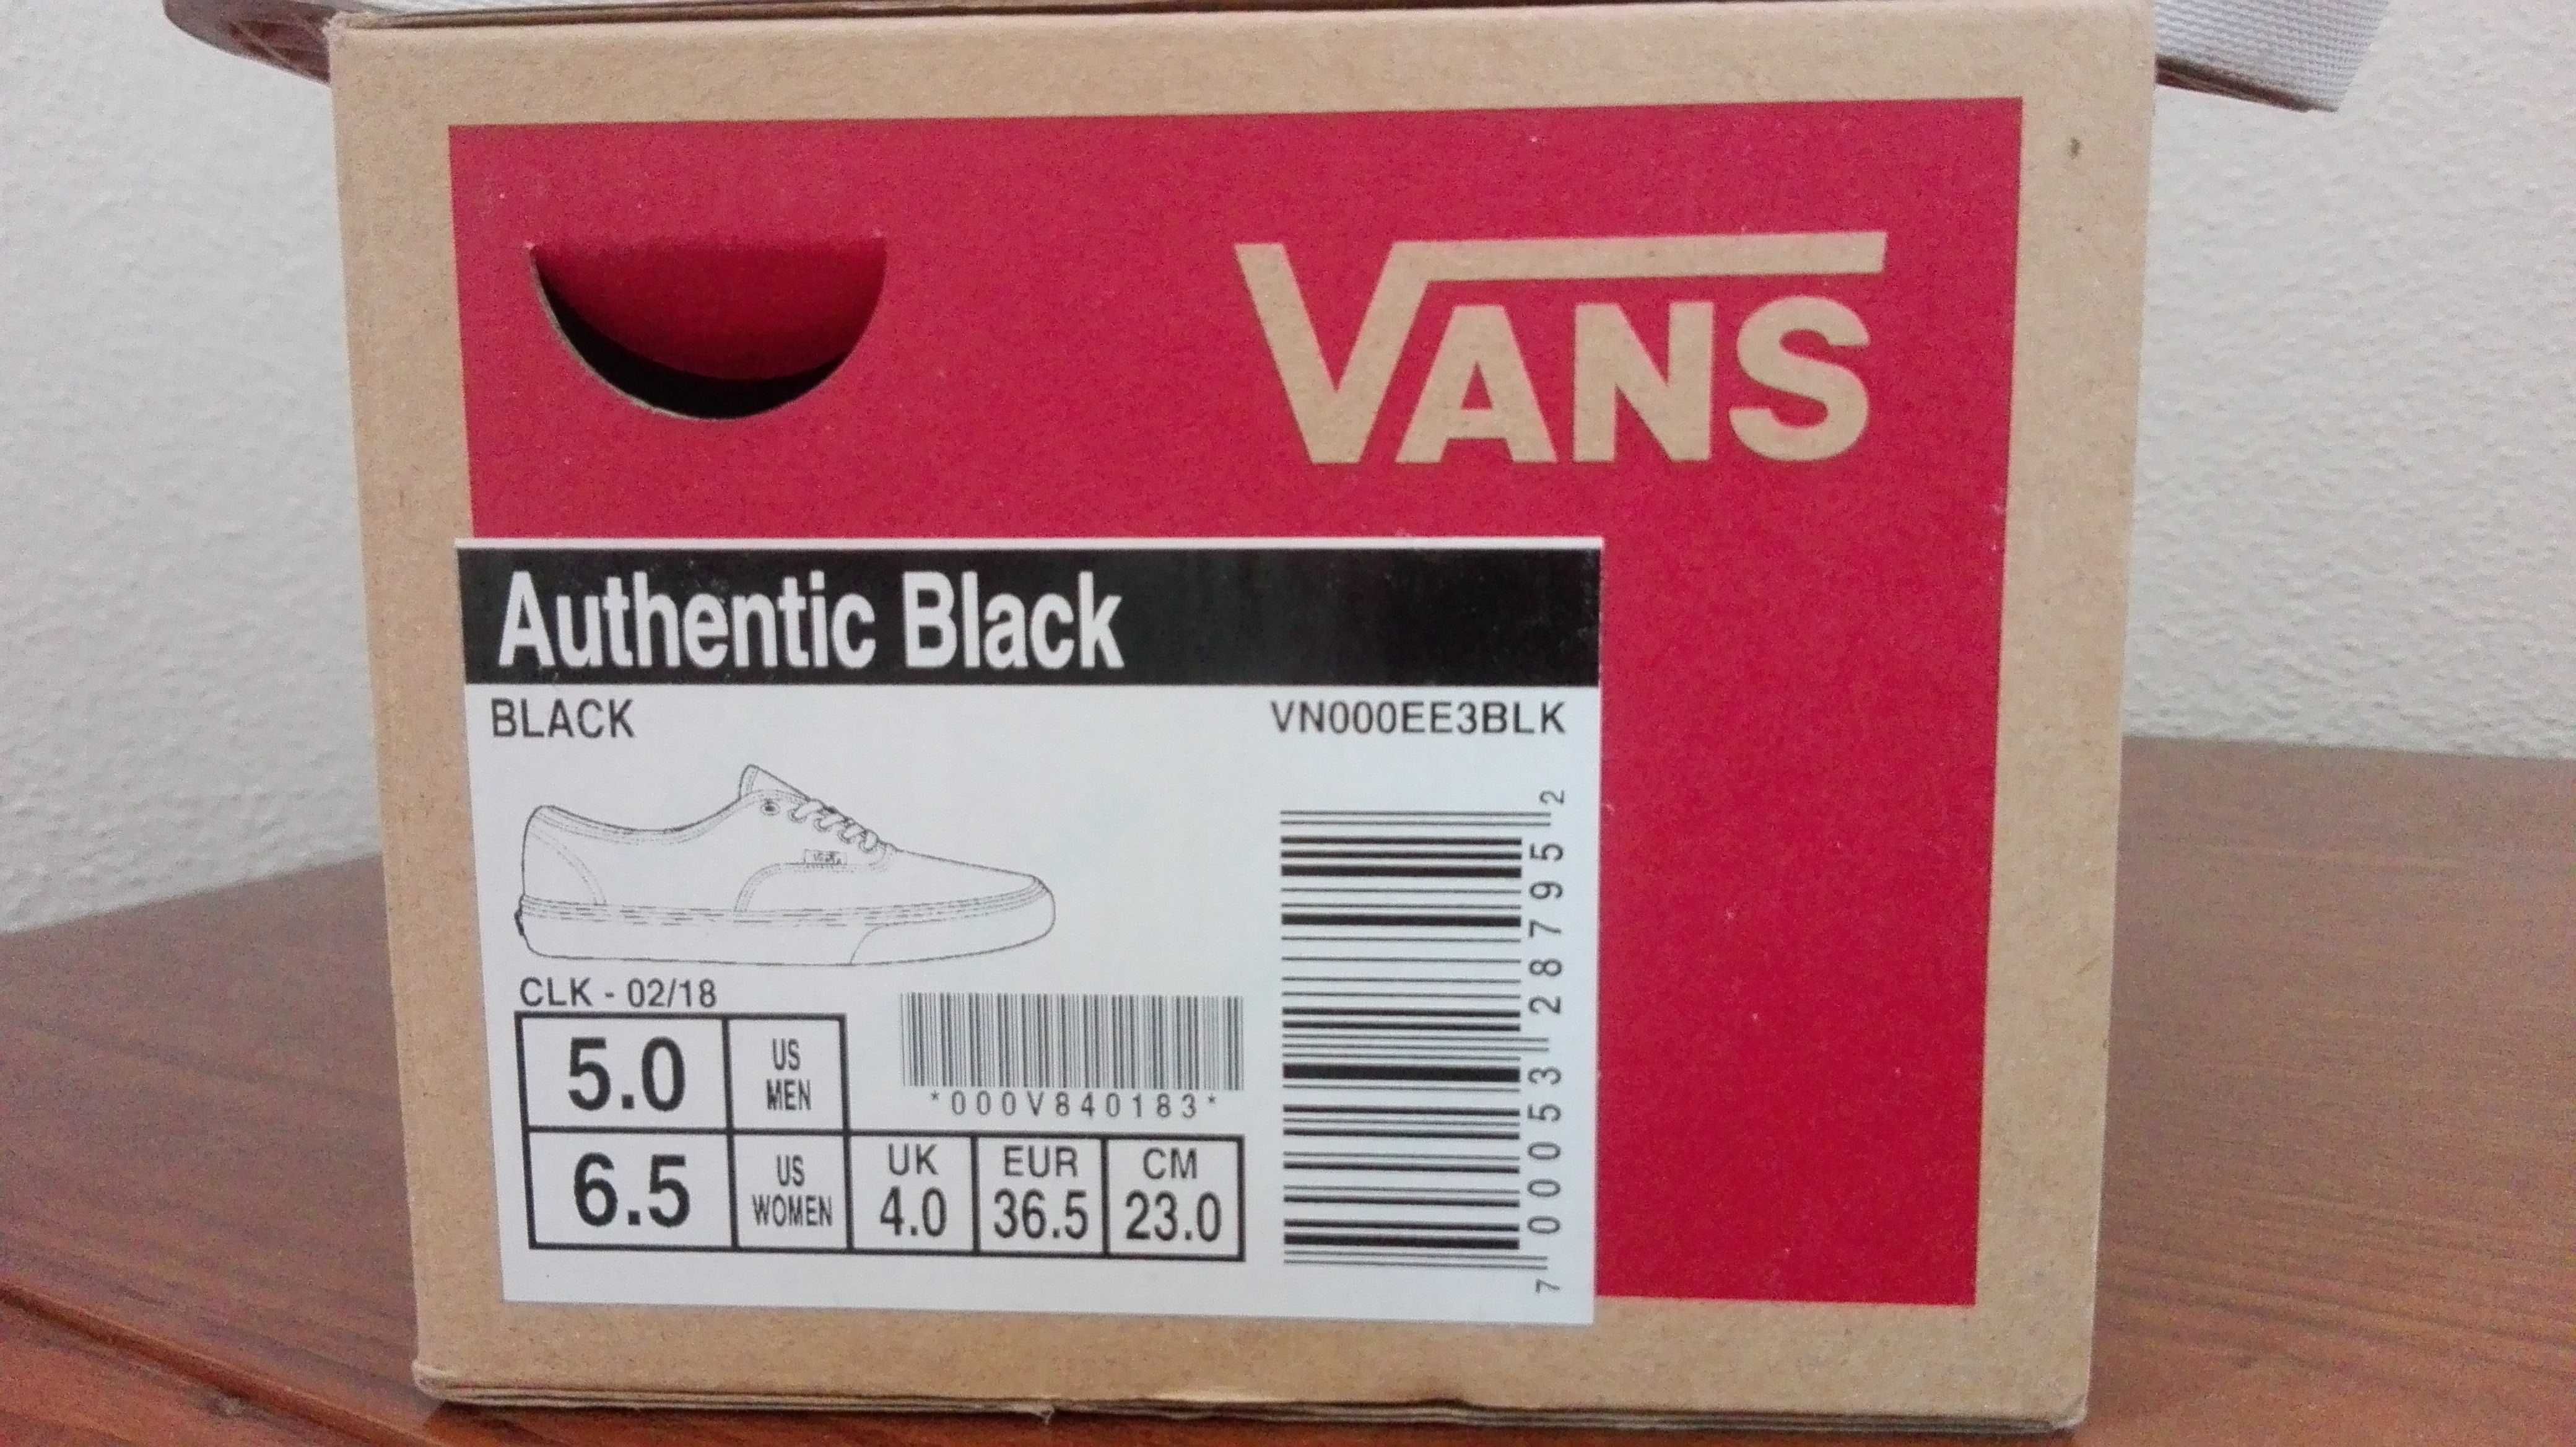 VANS
Authentic Black
BLACK
VN000EE3BLK
CLK - 02/18
5.0 US MEN
*000V840183*
6.5 US WOMEN
UK 4.0
EUR 36.5
CM 23.0
7 00053 28795 2